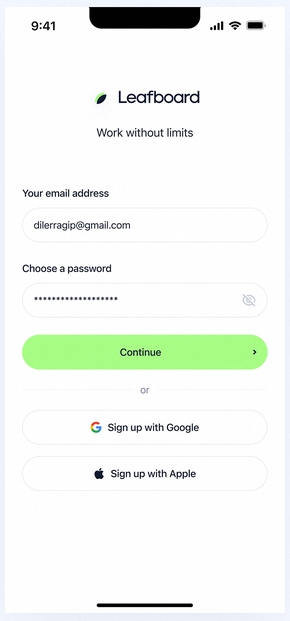 9:41
Leafboard
Work without limits
Your email address
dilerragip@gmail.com
Choose a password
*******************
Continue
or
Sign up with Google
Sign up with Apple